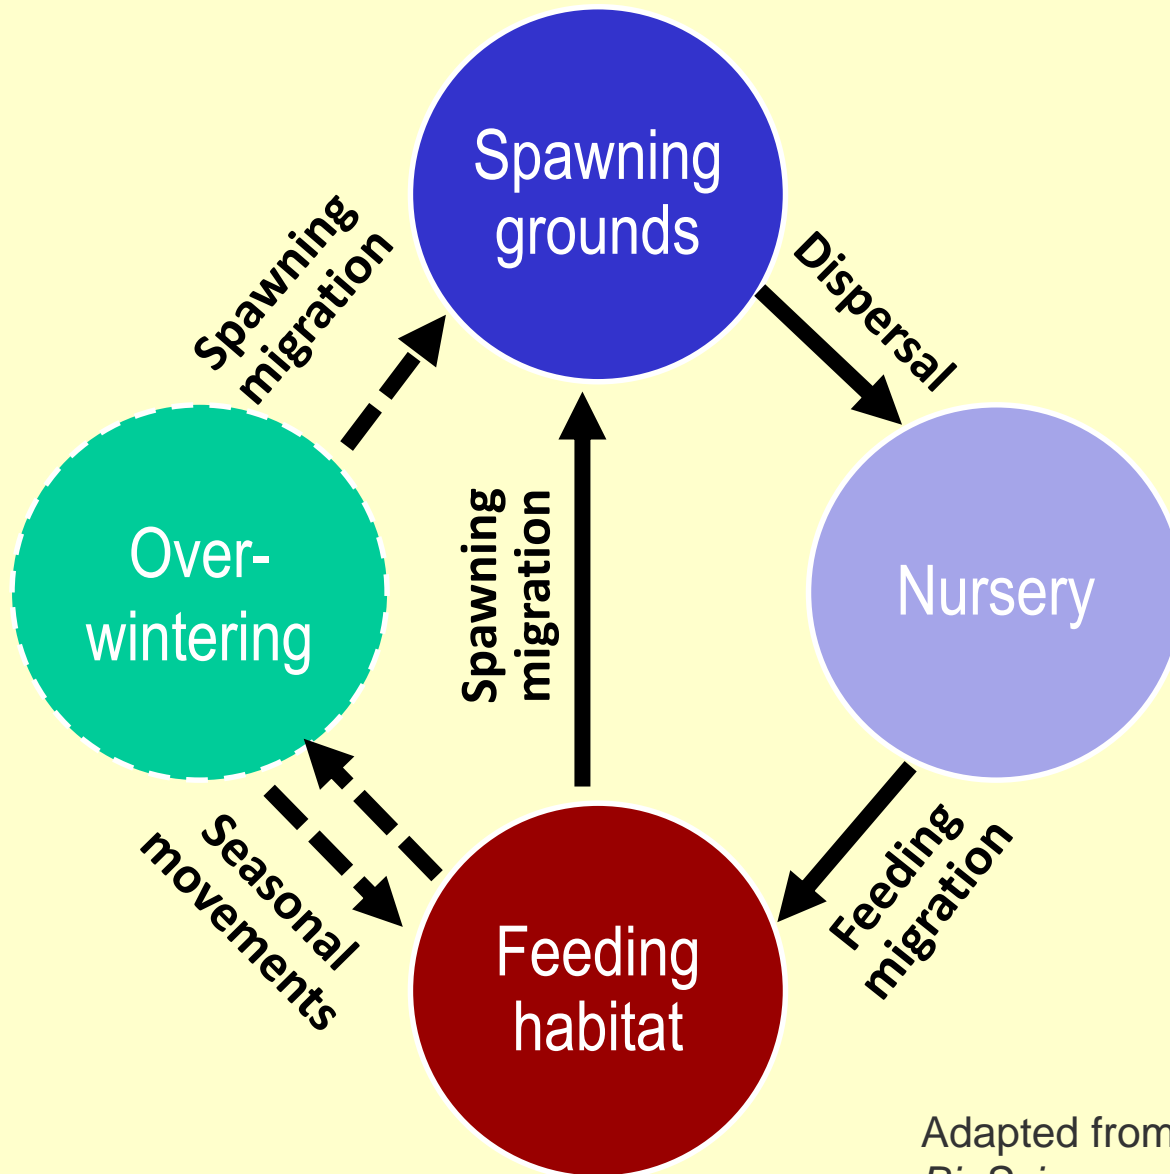 Spawning
grounds
Spawning
migration
Dispersal
Over-
wintering
Spawning
migration
Nursery
Seasonal
movements
Feeding
habitat
Feeding
migration
Adapted from